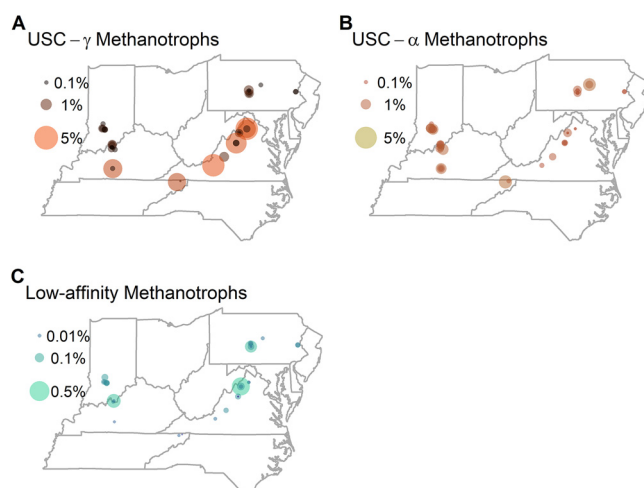 A
USC – γ Methanotrophs
0.1%
1%
5%
B
USC – α Methanotrophs
0.1%
1%
5%
C
Low-affinity Methanotrophs
0.01%
0.1%
0.5%